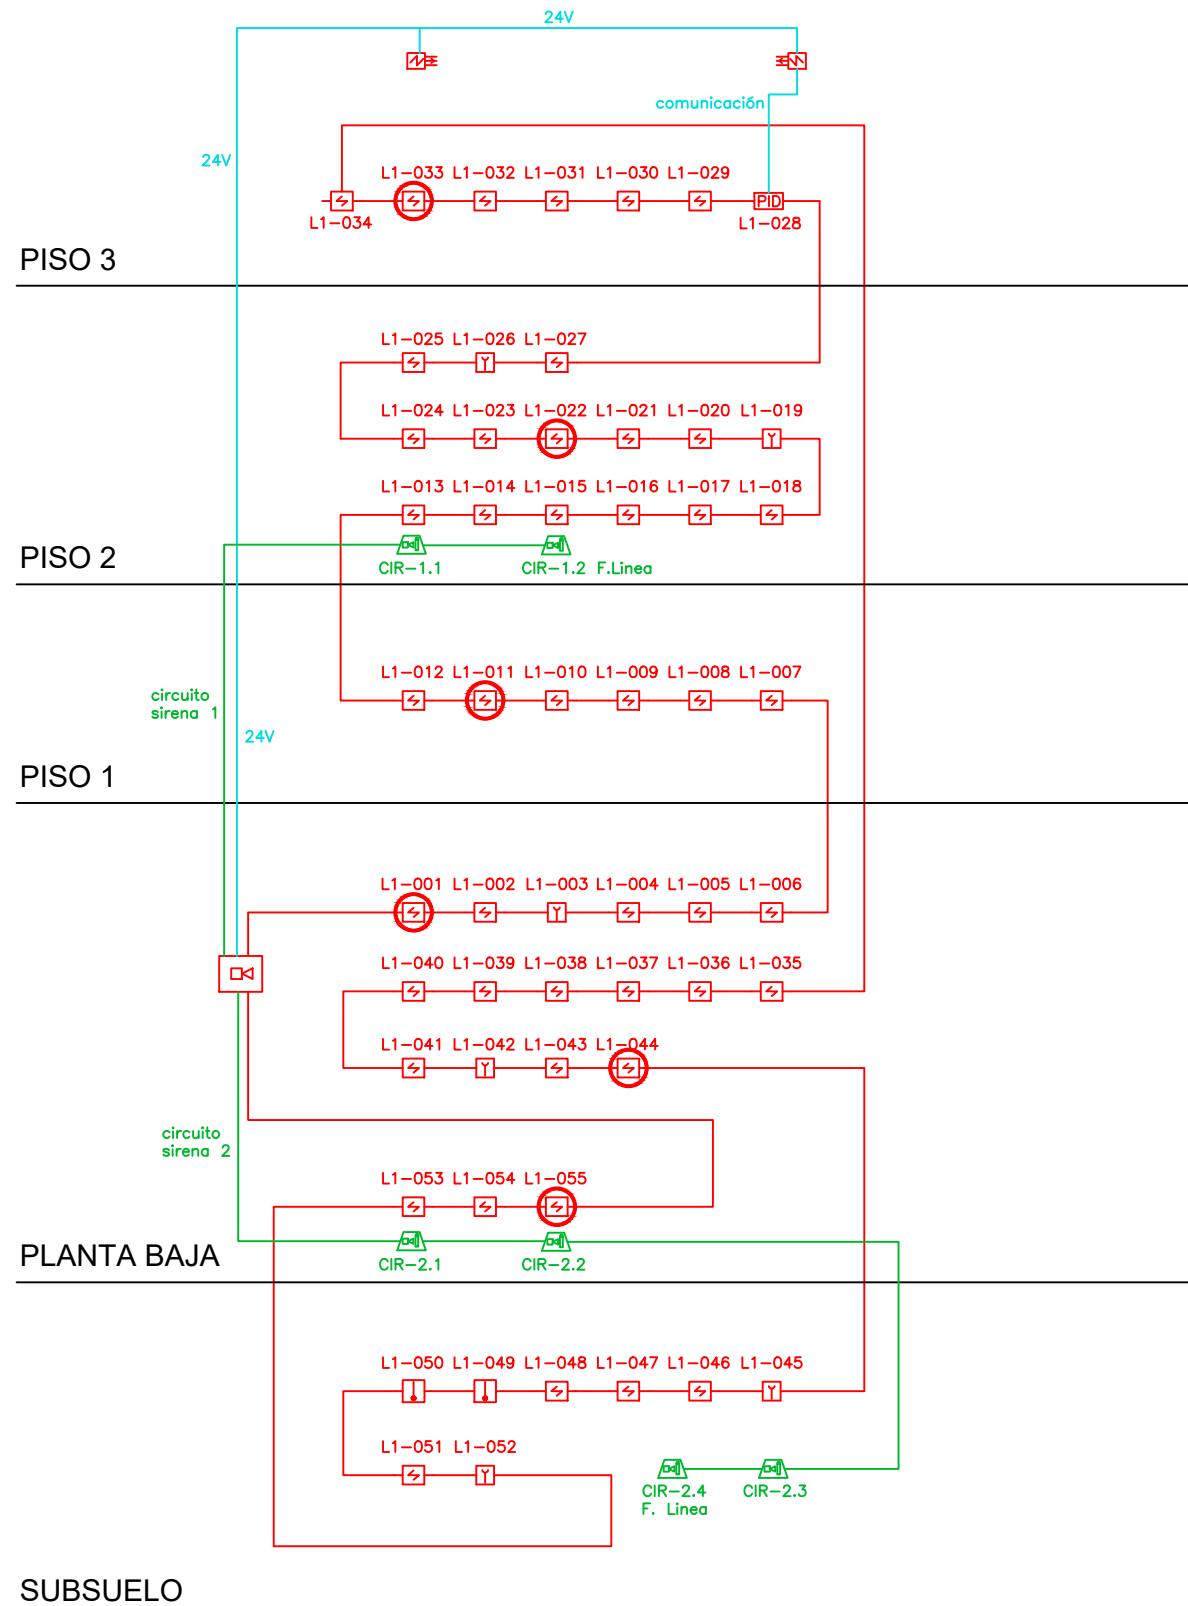 24V
comunicación
24V
L1-033 L1-032 L1-031 L1-030 L1-029
PID
L1-034
L1-028
PISO 3
L1-025 L1-026 L1-027
L1-024 L1-023 L1-022 L1-021 L1-020 L1-019
L1-013 L1-014 L1-015 L1-016 L1-017 L1-018
PISO 2
CIR-1.1
CIR-1.2 F.Linea
L1-012 L1-011 L1-010 L1-009 L1-008 L1-007
circuito
sirena 1
24V
PISO 1
L1-001 L1-002 L1-003 L1-004 L1-005 L1-006
L1-040 L1-039 L1-038 L1-037 L1-036 L1-035
L1-041 L1-042 L1-043 L1-044
circuito
sirena 2
L1-053 L1-054 L1-055
PLANTA BAJA
CIR-2.1
CIR-2.2
L1-050 L1-049 L1-048 L1-047 L1-046 L1-045
L1-051 L1-052
CIR-2.4
F. Linea
CIR-2.3
SUBSUELO